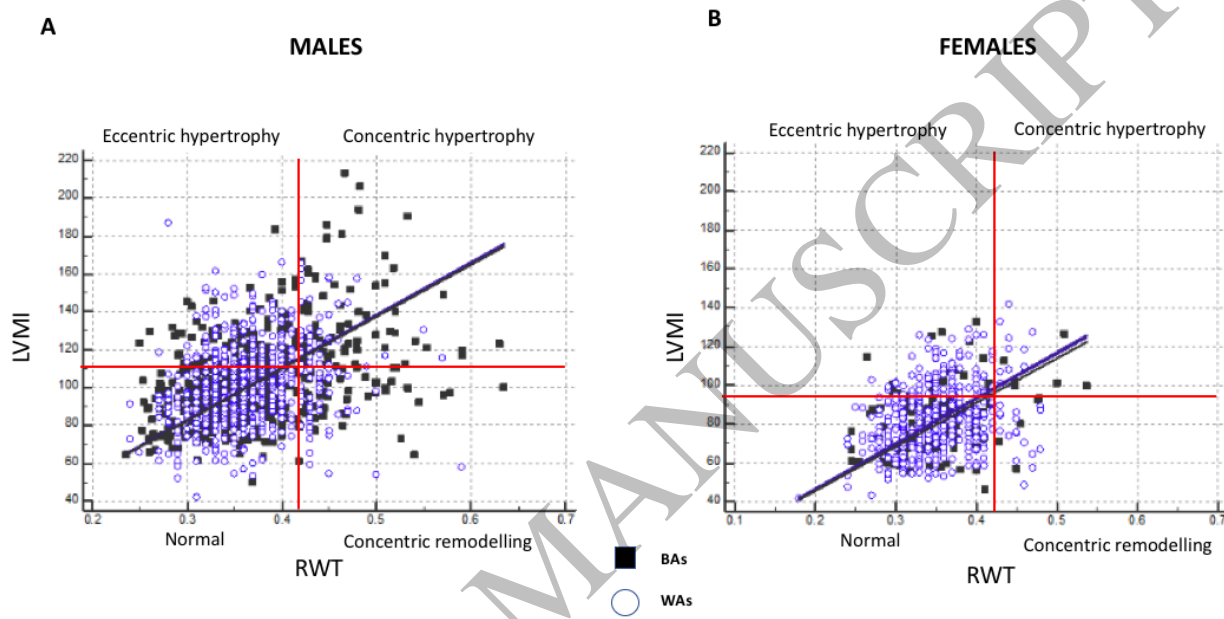 A
MALES
Eccentric hypertrophy
Concentric hypertrophy
220
200
180
160
140
120
100
80
60
40
LVMI
0.2
0.3
0.4
0.5
0.6
0.7
Normal
Concentric remodelling
RWT
B
FEMALES
Eccentric hypertrophy
Concentric hypertrophy
220
200
180
160
140
120
100
80
60
40
LVMI
0.1
0.2
0.3
0.4
0.5
0.6
0.7
Normal
Concentric remodelling
RWT
BAs
WAs
MANUSCRIPT